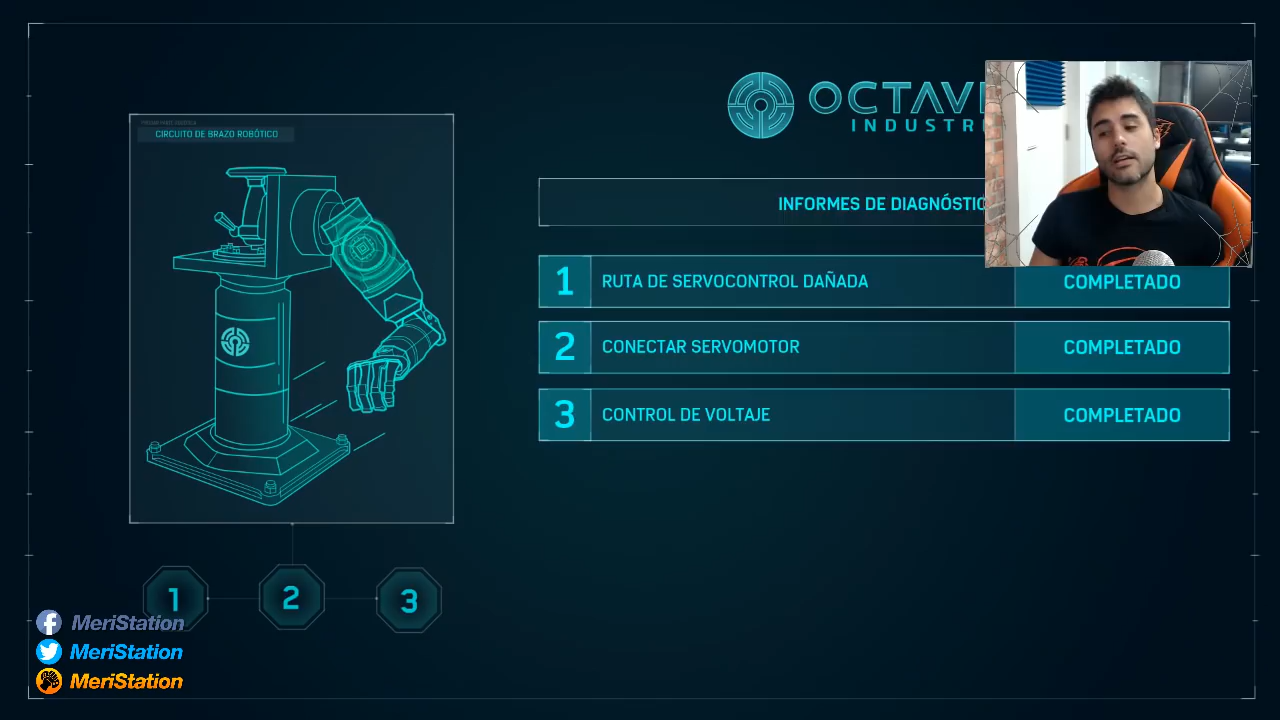 OCTAV
INDUSTR
CIRCUITO DE BRAZO ROBÓTICO
INFORMES DE DIAGNÓSTIC
1 RUTA DE SERVOCONTROL DAÑADA COMPLETADO
2 CONECTAR SERVOMOTOR COMPLETADO
3 CONTROL DE VOLTAJE COMPLETADO
1 2 3
MeriStation
MeriStation
MeriStation